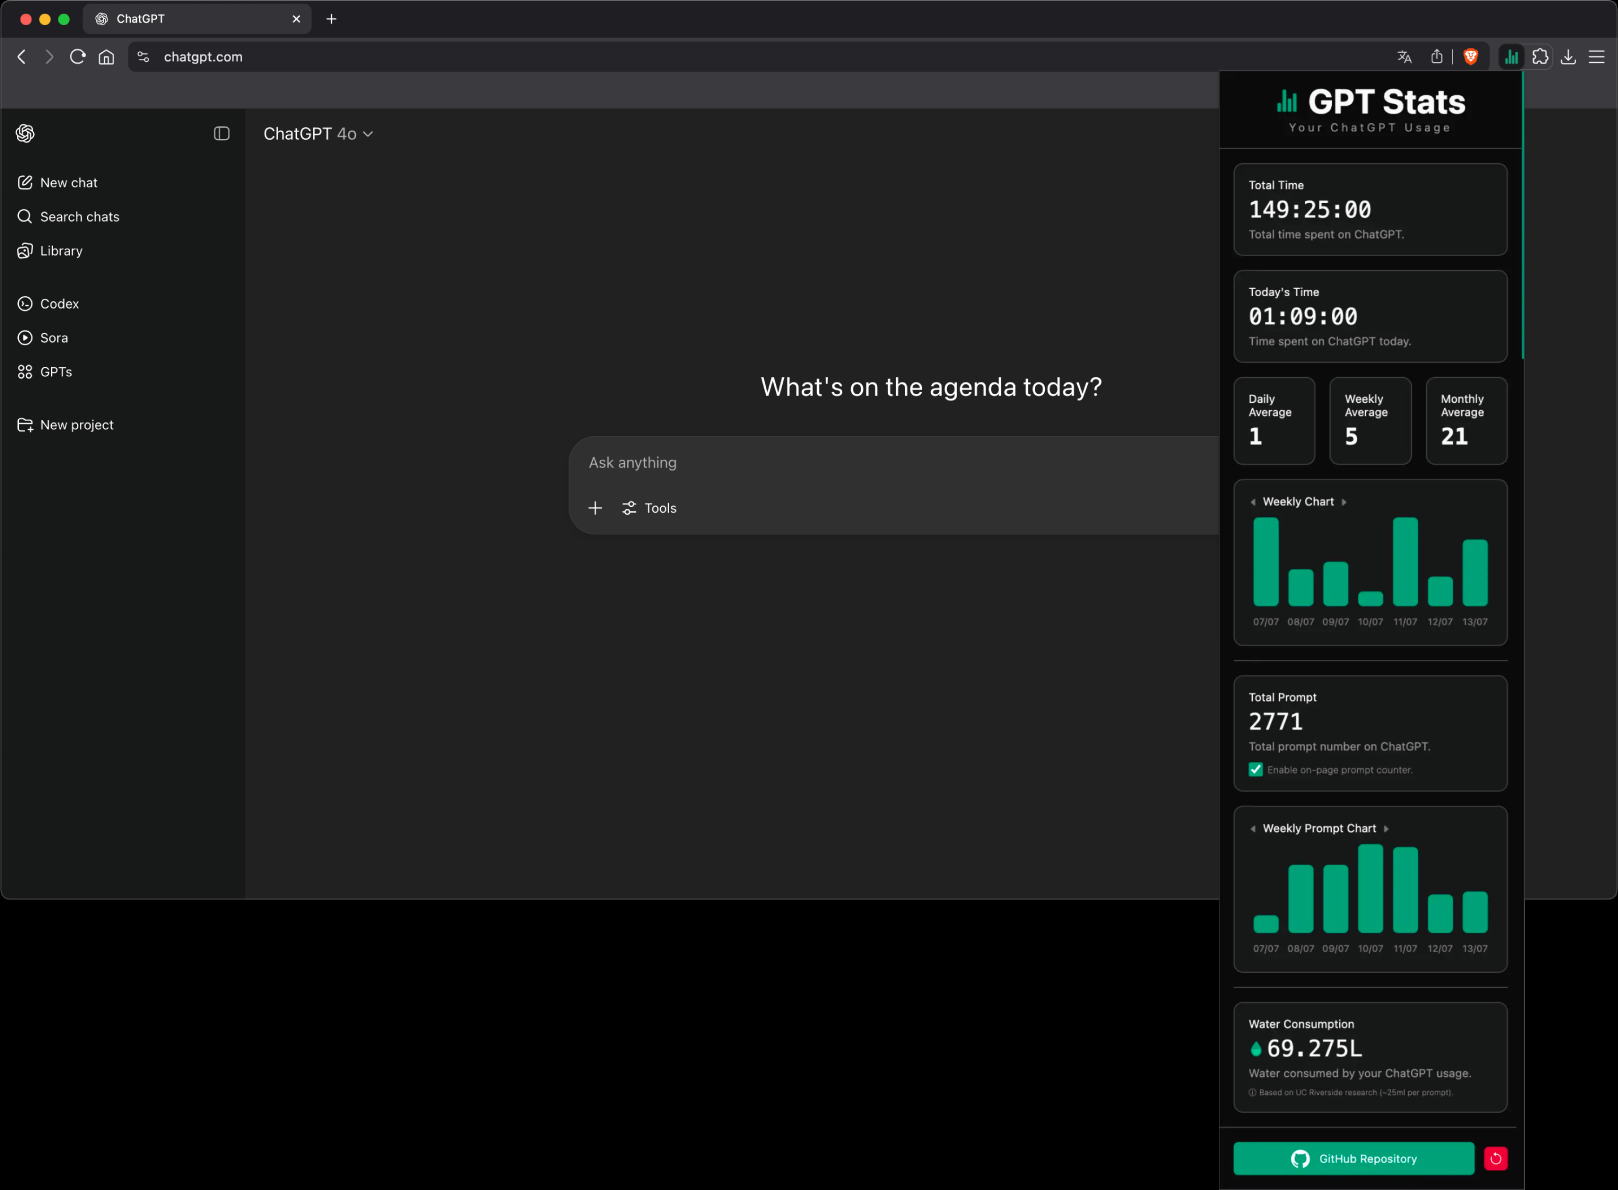 ChatGPT
chatgpt.com
ChatGPT 4o
New chat
Search chats
Library
Codex
Sora
GPTs
New project
What's on the agenda today?
Ask anything
Tools
GPT Stats
Your ChatGPT Usage
Total Time
149:25:00
Total time spent on ChatGPT.
Today's Time
01:09:00
Time spent on ChatGPT today.
Daily
Average
1
Weekly
Average
5
Monthly
Average
21
Weekly Chart
07/07 08/07 09/07 10/07 11/07 12/07 13/07
Total Prompt
2771
Total prompt number on ChatGPT.
Enable on-page prompt counter.
Weekly Prompt Chart
07/07 08/07 09/07 10/07 11/07 12/07 13/07
Water Consumption
69.275L
Water consumed by your ChatGPT usage.
Based on UC Riverside research (~25ml per prompt).
GitHub Repository